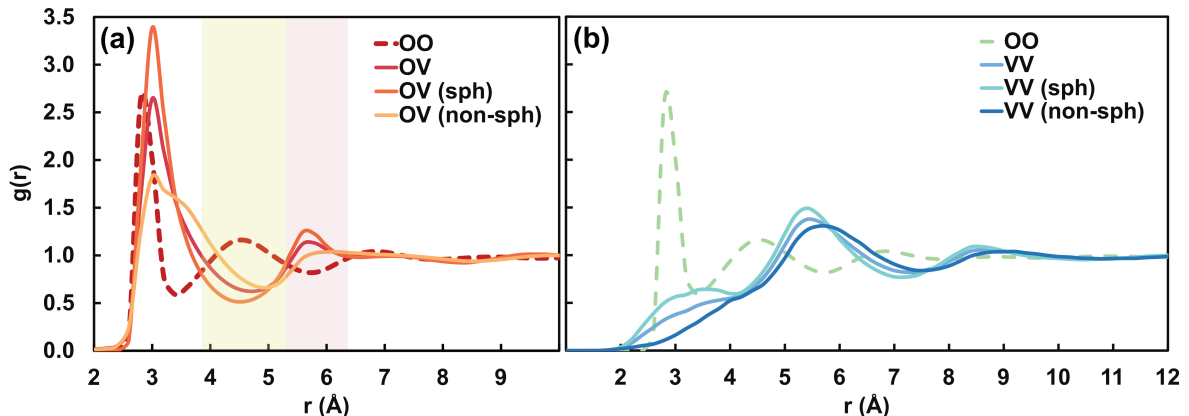 (a)
OO
OV
OV (sph)
OV (non-sph)
g(r)
3.5
3.0
2.5
2.0
1.5
1.0
0.5
0.0
2 3 4 5 6 7 8 9
r (Å)
(b)
OO
VV
VV (sph)
VV (non-sph)
2 3 4 5 6 7 8 9 10 11 12
r (Å)